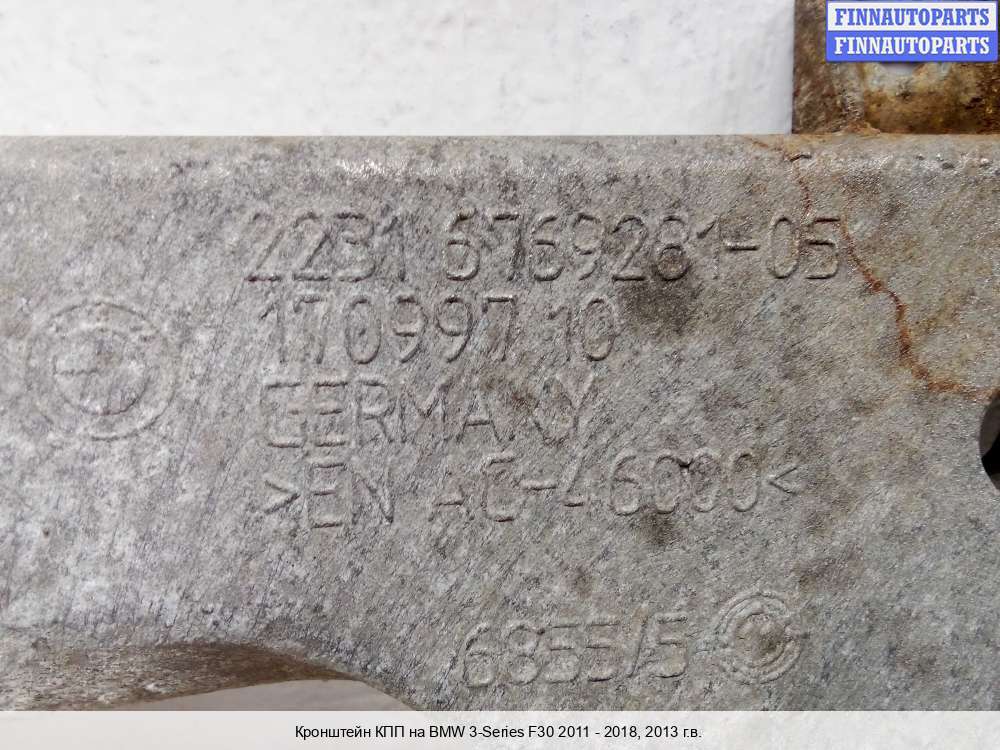 FINNAUTOPARTS
FINNAUTOPARTS
2231 6769281-05
170997 10
GERMANY
>EN AC-46000<
6855/5
Кронштейн КПП на BMW 3-Series F30 2011 - 2018, 2013 г.в.